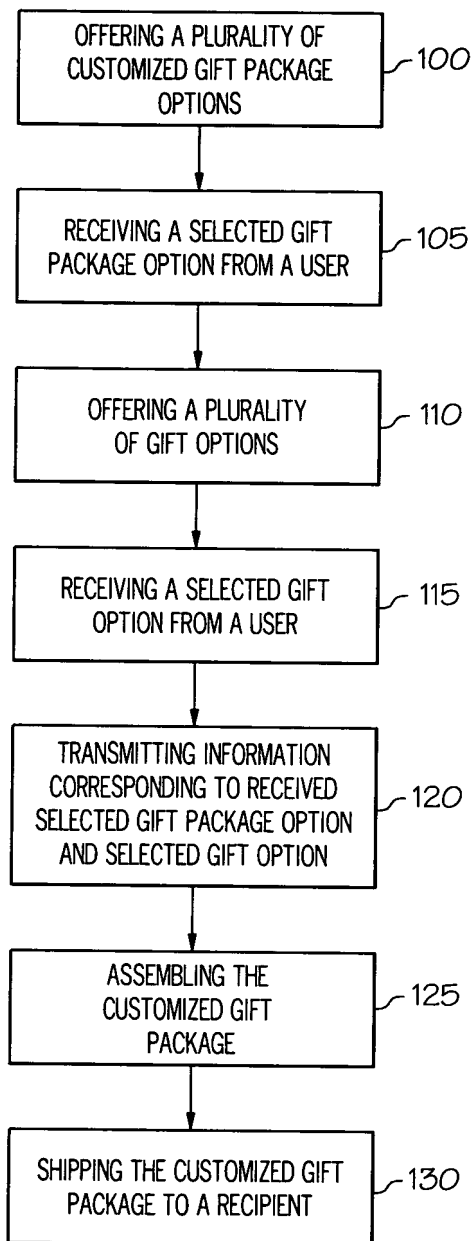 OFFERING A PLURALITY OF
CUSTOMIZED GIFT PACKAGE
OPTIONS
100
RECEIVING A SELECTED GIFT
PACKAGE OPTION FROM A USER
105
OFFERING A PLURALITY
OF GIFT OPTIONS
110
RECEIVING A SELECTED GIFT
OPTION FROM A USER
115
TRANSMITTING INFORMATION
CORRESPONDING TO RECEIVED
SELECTED GIFT PACKAGE OPTION
AND SELECTED GIFT OPTION
120
ASSEMBLING THE
CUSTOMIZED GIFT
PACKAGE
125
SHIPPING THE CUSTOMIZED GIFT
PACKAGE TO A RECIPIENT
130